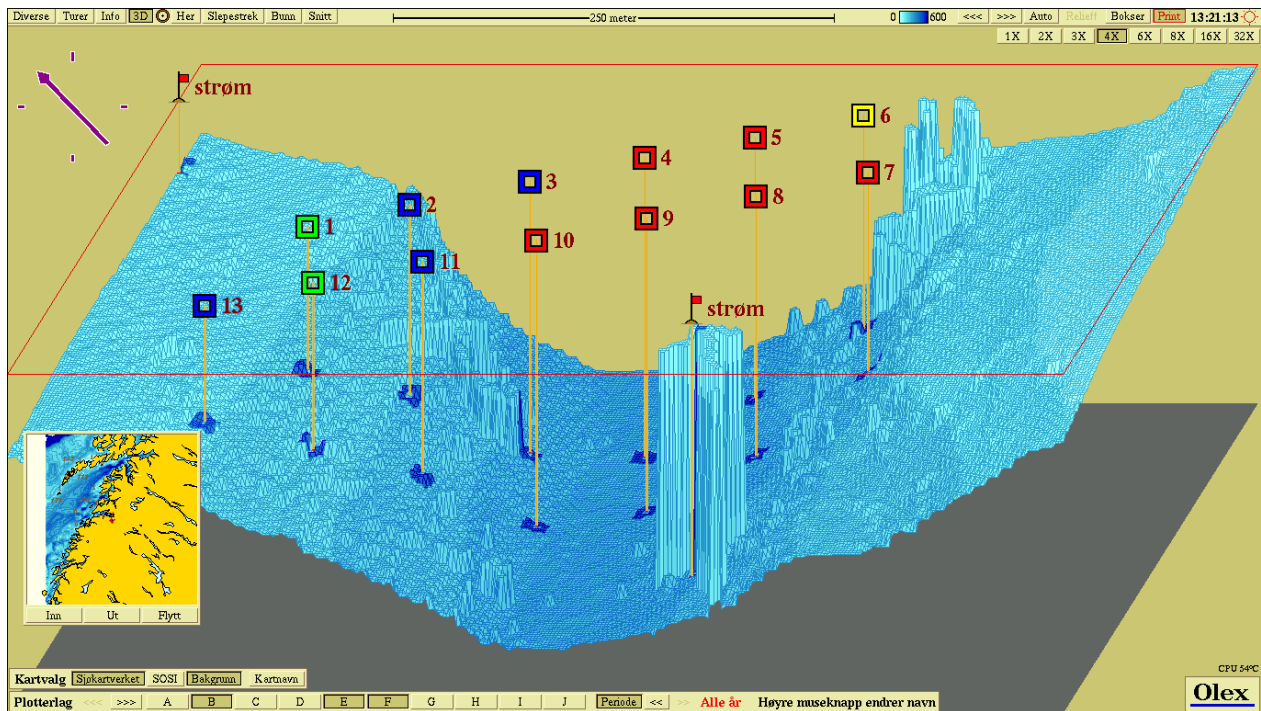 Diverse Turer Info 3D Her Slepestrek Bunn Snitt 250 meter 0 600 <<< >>> Auto Relieff Bokser Print 13:21:13
1X 2X 3X 4X 6X 8X 16X 32X
strøm
6
5
4
7
3
8
2
9
1
10
11
12
13
strøm
Inn Ut Flytt
CPU 54ºC
Kartvalg Sjøkartverket SOSI Bakgrunn Kartnavn
Plotterlag <<< >>> A B C D E F G H I J Periode << >> Alle år Høyre museknapp endrer navn
Olex